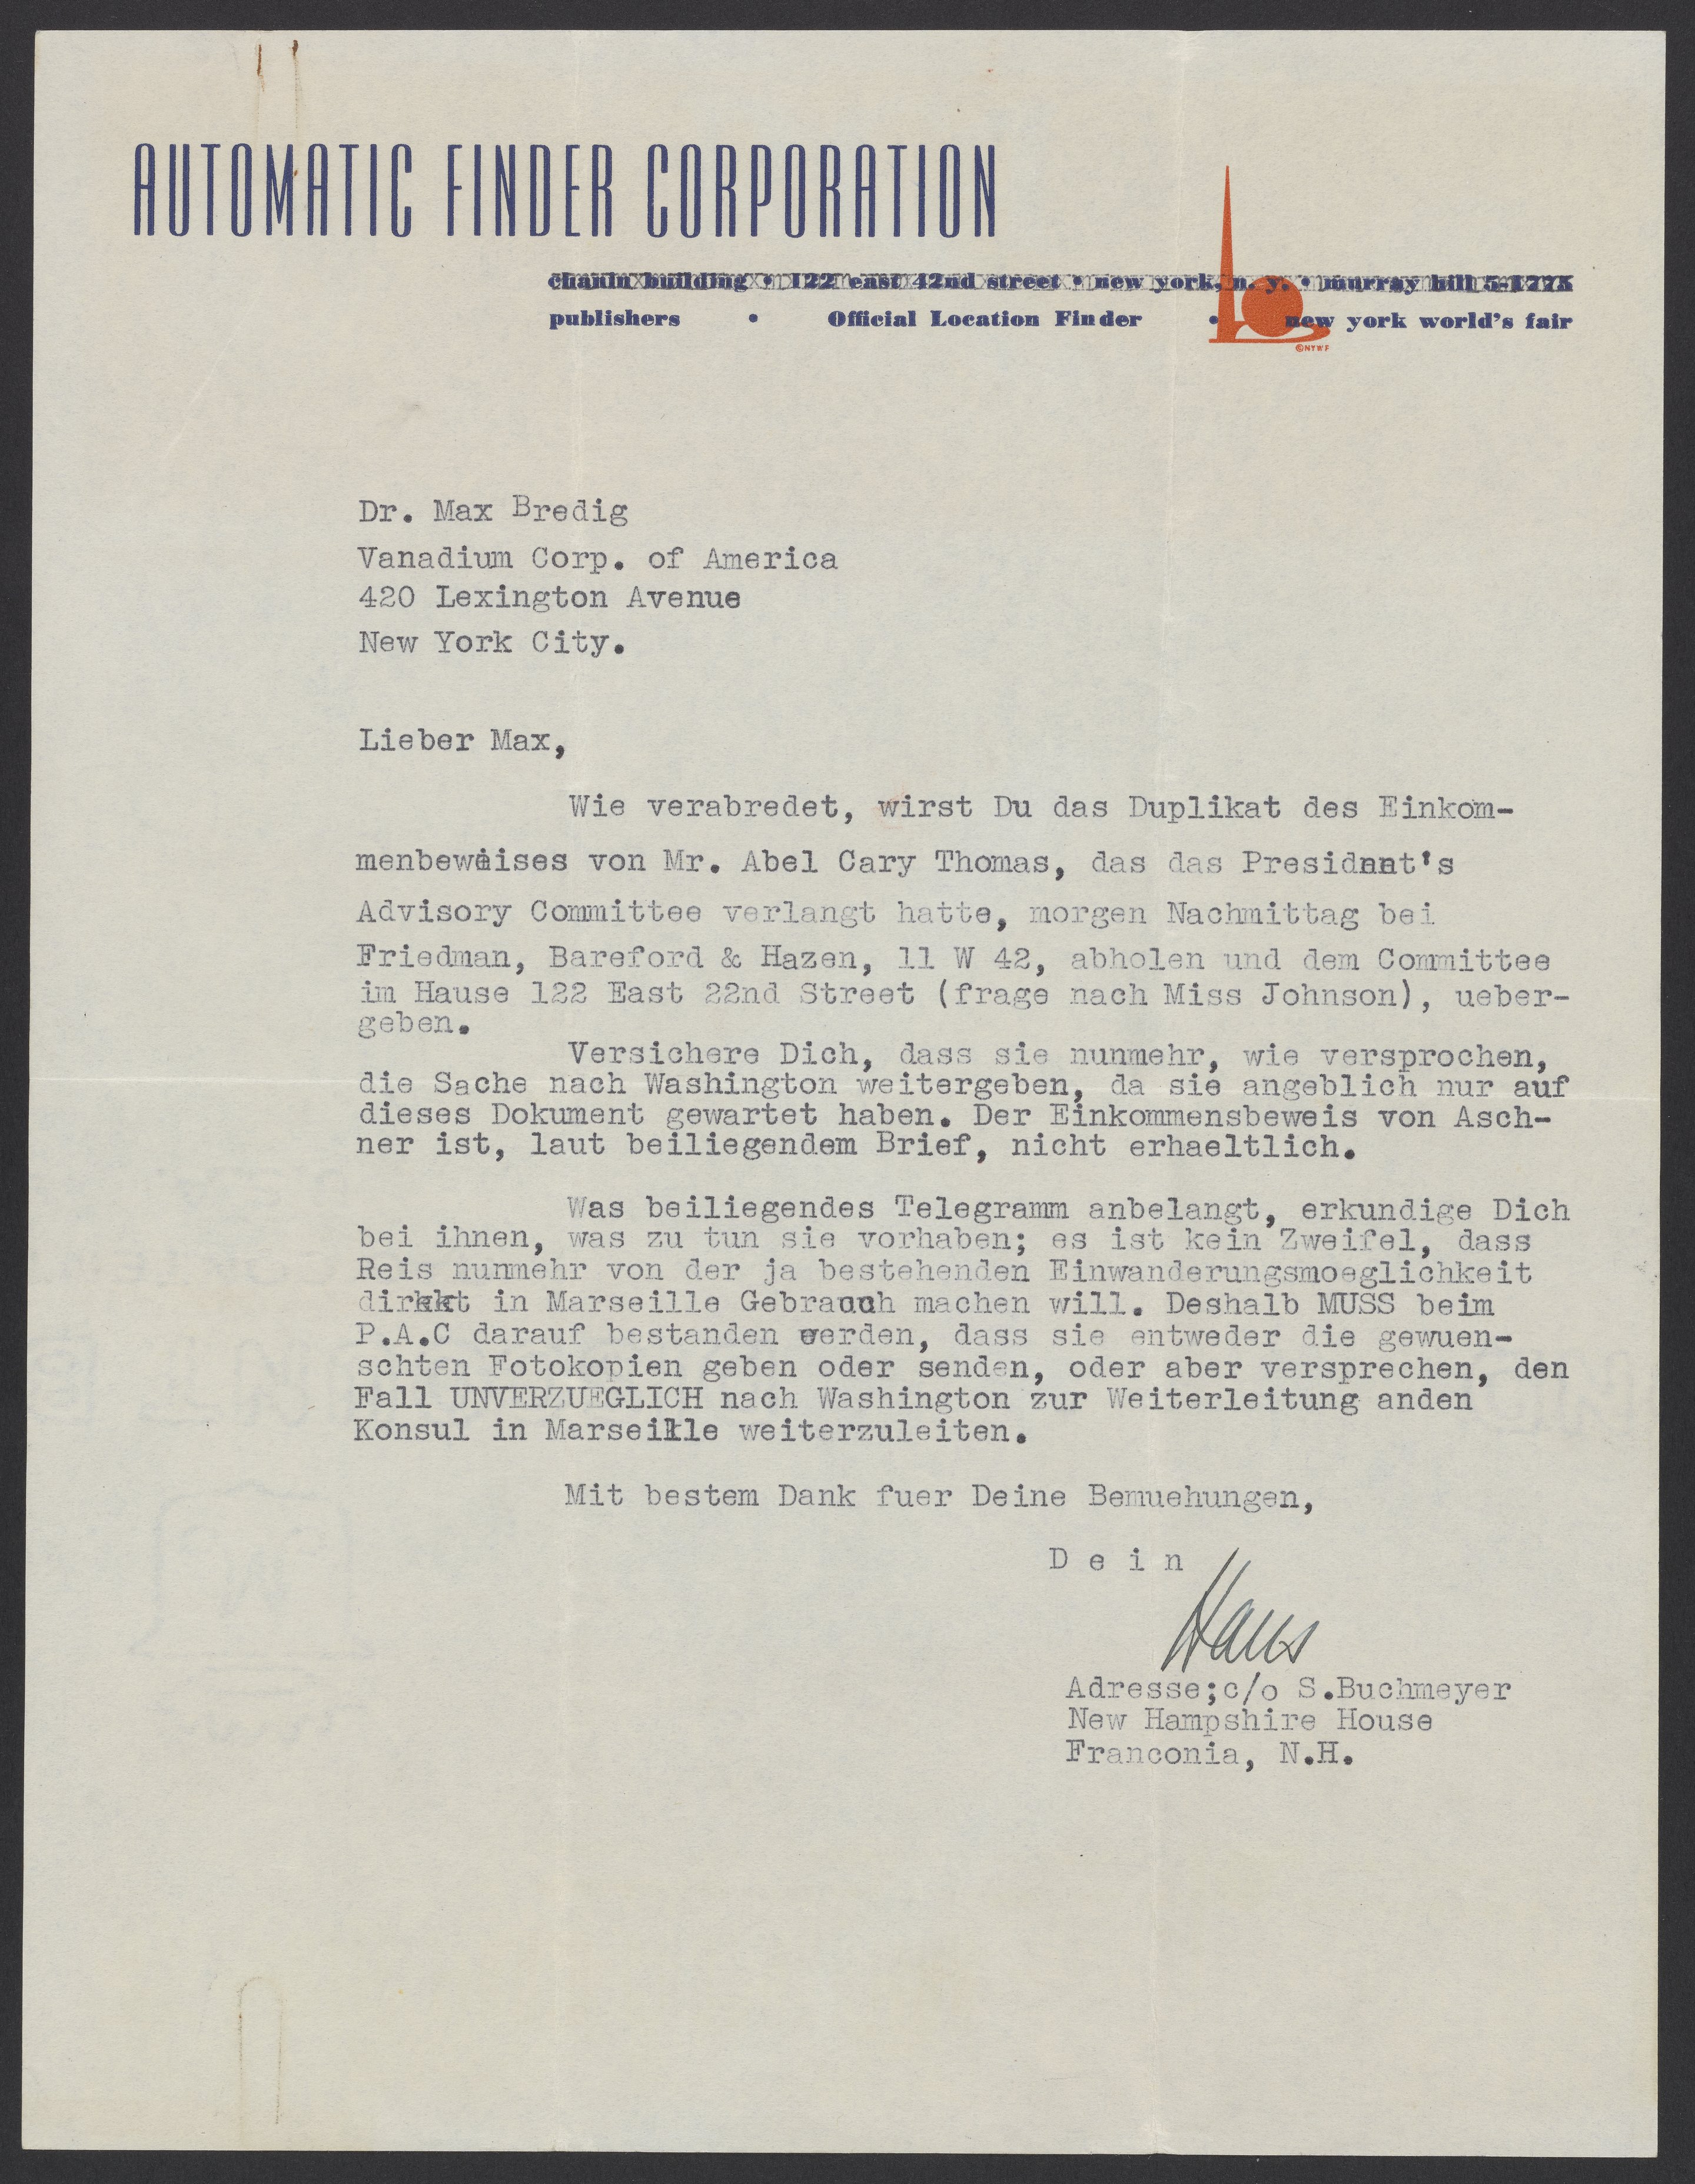 AUTOMATIC FINDER CORPORATION
chanin building • 122 east 42nd street • new york, n. y. • murray hill 5-1775
publishers • Official Location Finder • new york world's fair
©NYWF
Dr. Max Bredig
Vanadium Corp. of America
420 Lexington Avenue
New York City.
Lieber Max,
Wie verabredet, wirst Du das Duplikat des Einkom-
menbeweises von Mr. Abel Cary Thomas, das das President's
Advisory Committee verlangt hatte, morgen Nachmittag bei
Friedman, Bareford & Hazen, 11 W 42, abholen und dem Committee
im Hause 122 East 22nd Street (frage nach Miss Johnson), ueber-
geben.
Versichere Dich, dass sie nunmehr, wie versprochen,
die Sache nach Washington weitergeben, da sie angeblich nur auf
dieses Dokument gewartet haben. Der Einkommensbeweis von Asch-
ner ist, laut beiliegendem Brief, nicht erhaeltlich.
Was beiliegendes Telegramm anbelangt, erkundige Dich
bei ihnen, was zu tun sie vorhaben; es ist kein Zweifel, dass
Reis nunmehr von der ja bestehenden Einwanderungsmoeglichkeit
direkt in Marseille Gebrauch machen will. Deshalb MUSS beim
P.A.C darauf bestanden werden, dass sie entweder die gewuen-
schten Fotokopien geben oder senden, oder aber versprechen, den
Fall UNVERZUEGLICH nach Washington zur Weiterleitung anden
Konsul in Marseille weiterzuleiten.
Mit bestem Dank fuer Deine Bemuehungen,
D e i n
Hans
Adresse;c/o S.Buchmeyer
New Hampshire House
Franconia, N.H.